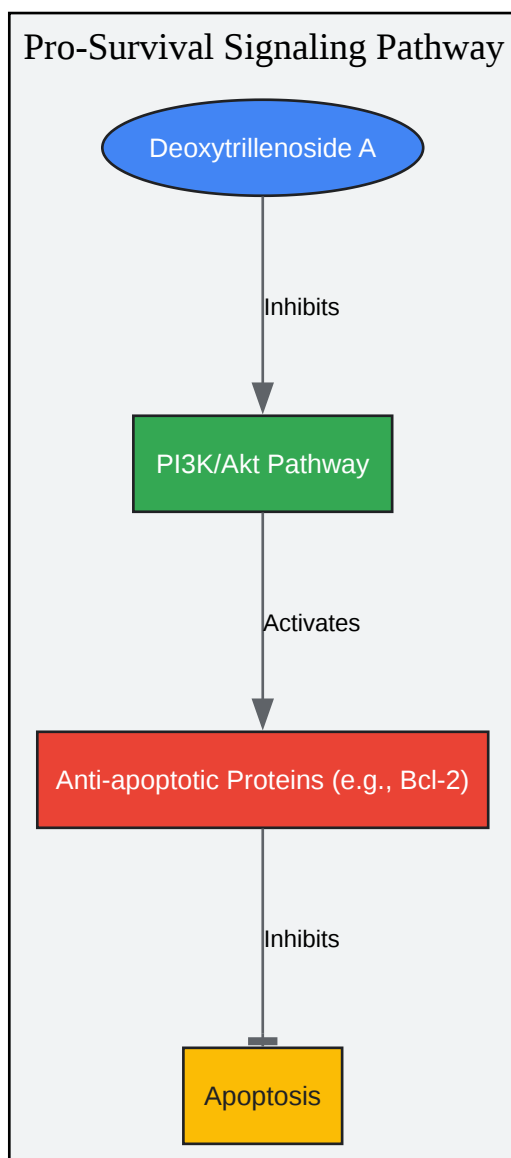 Pro-Survival Signaling Pathway
Deoxytrillenoside A
Inhibits
PI3K/Akt Pathway
Activates
Anti-apoptotic Proteins (e.g., Bcl-2)
Inhibits
Apoptosis